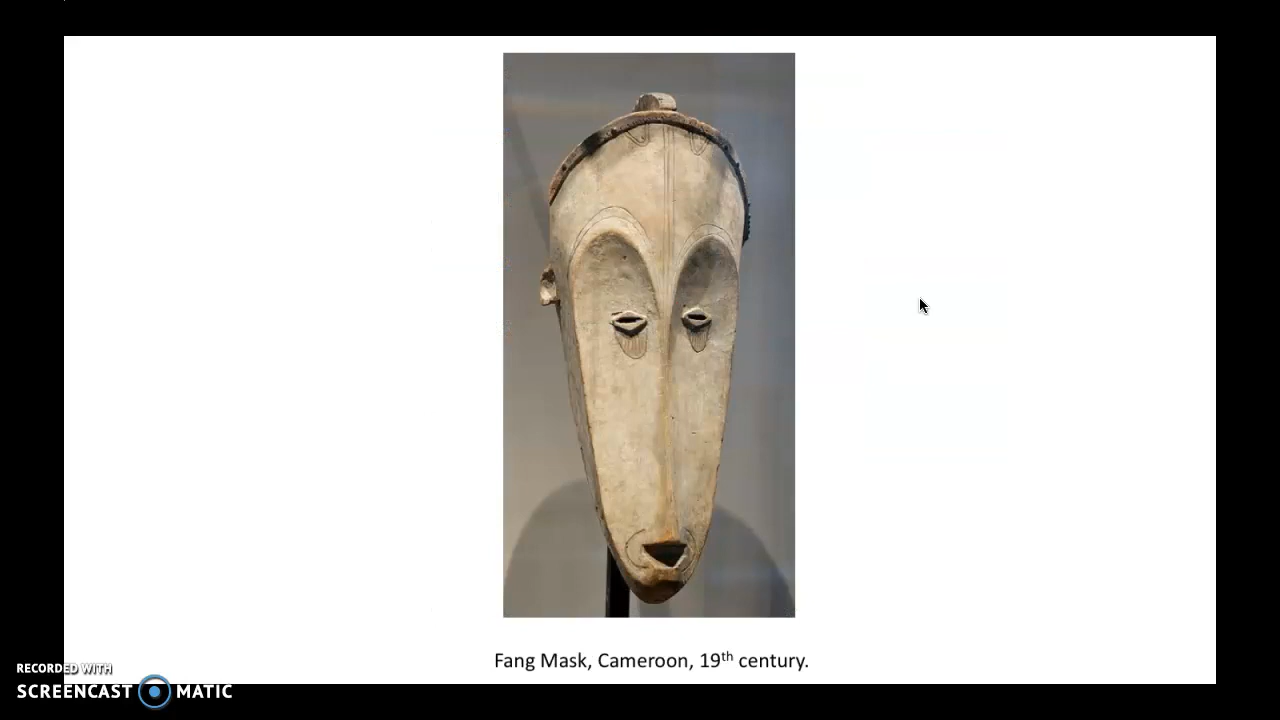 Fang Mask, Cameroon, 19th century.
RECORDED WITH
SCREENCAST MATIC